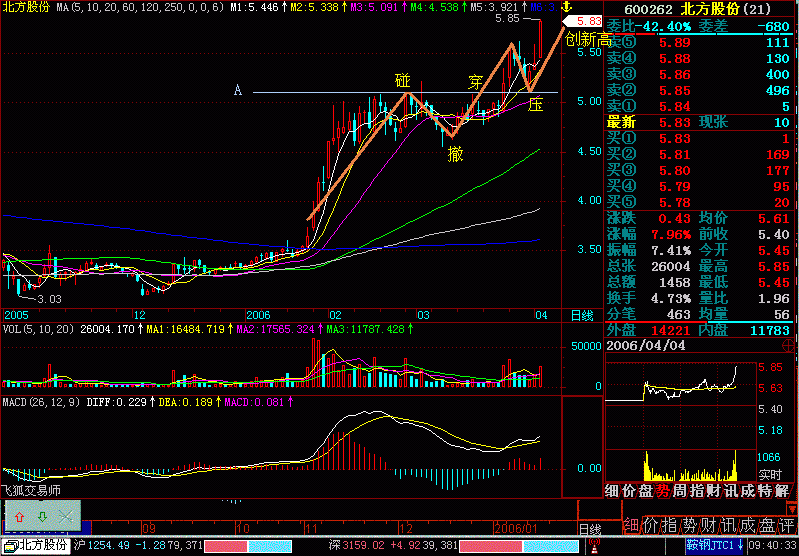 北方股份 MA(5,10,20,60,120,250,0,0,6) M1:5.446↑ M2:5.338↑ M3:5.091↑ M4:4.538↑ M5:3.921↑
600262 北方股份(21)
5.85
5.83
委比 -42.40% 委差 -680
创新高
卖⑤ 5.89 111
5.50
卖④ 5.88 130
卖③ 5.86 400
A 碰 穿
卖② 5.85 496
5.00 压
卖① 5.84 5
最新 5.83 现张 10
4.50
买① 5.83 1
撤
买② 5.81 169
买③ 5.80 177
买④ 5.79 95
4.00
买⑤ 5.78 20
涨跌 0.43 均价 5.61
涨幅 7.96% 前收 5.40
3.50
振幅 7.41% 今开 5.45
总张 26004 最高 5.85
总额 1458 最低 5.45
3.03
换手 4.73% 量比 1.96
2005 12 2006 02 03 04 日线
分笔 463 均量 56
VOL(5,10,20) 26004.170↑ MA1:16484.719↑ MA2:17565.324↑ MA3:11787.428↑
外盘 14221 内盘 11783
2006/04/04
50000
5.85
5.63
0
5.40
MACD(26,12,9) DIFF:0.229↑ DEA:0.189↑ MACD:0.081↑
5.18
1066
0.00
实时
飞狐交易师
细价盘势周指财讯成特解
09 10 11 12 2006/01 日线
细价指势财讯成盘评
北方股份 沪1254.49 -1.28 79,371 深3159.02 +4.92 39,381 鞍钢JTC1↓ 09:40:33